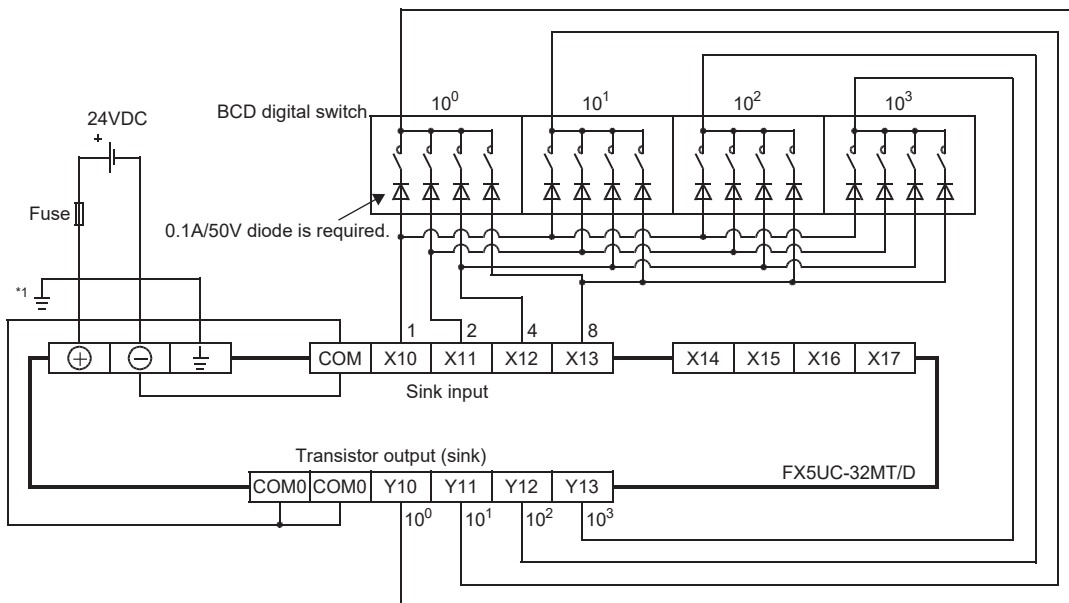 10⁰ 10¹ 10² 10³
BCD digital switch
24VDC
+
Fuse
0.1A/50V diode is required.
*1
1 2 4 8
+ − COM X10 X11 X12 X13 X14 X15 X16 X17
Sink input
Transistor output (sink)
FX5UC-32MT/D
COM0 COM0 Y10 Y11 Y12 Y13
10⁰ 10¹ 10² 10³